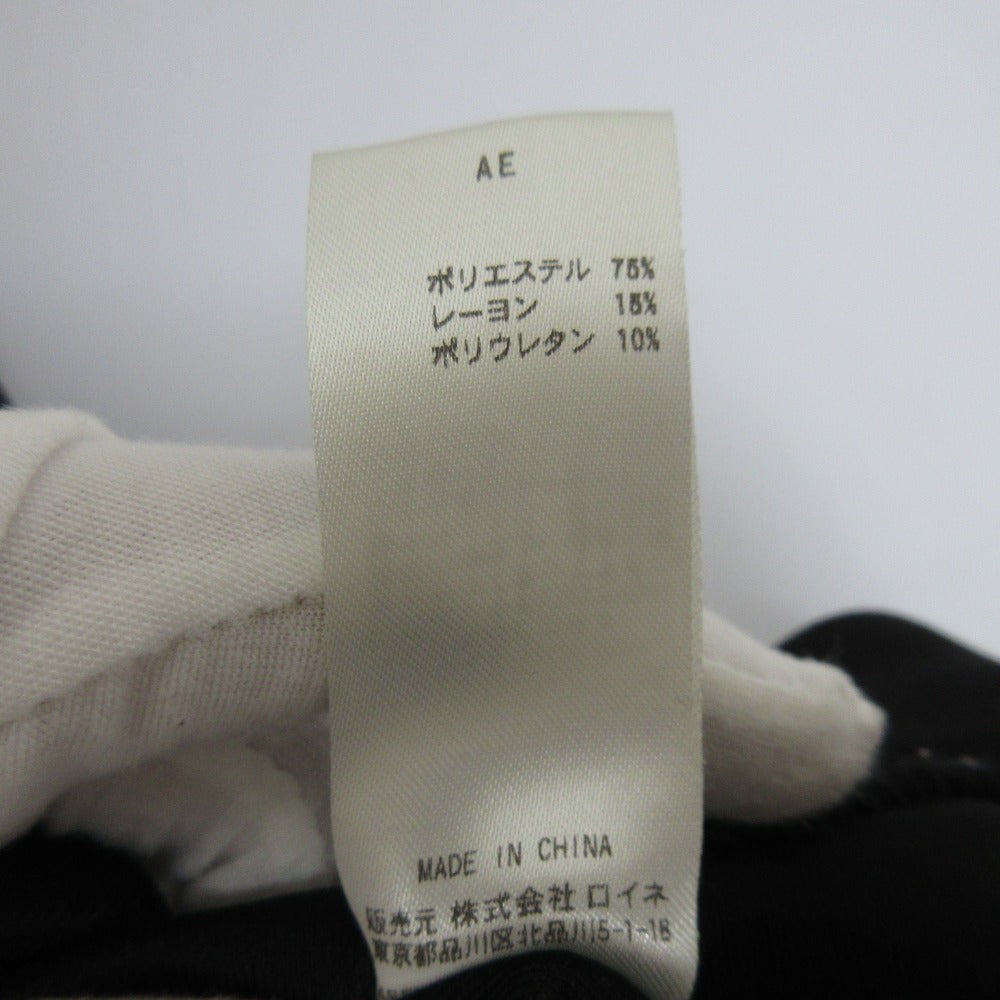 AE
ポリエステル 75%
レーヨン 15%
ポリウレタン 10%
MADE IN CHINA
販売元 株式会社 ロイネ
東京都品川区北品川5-1-18